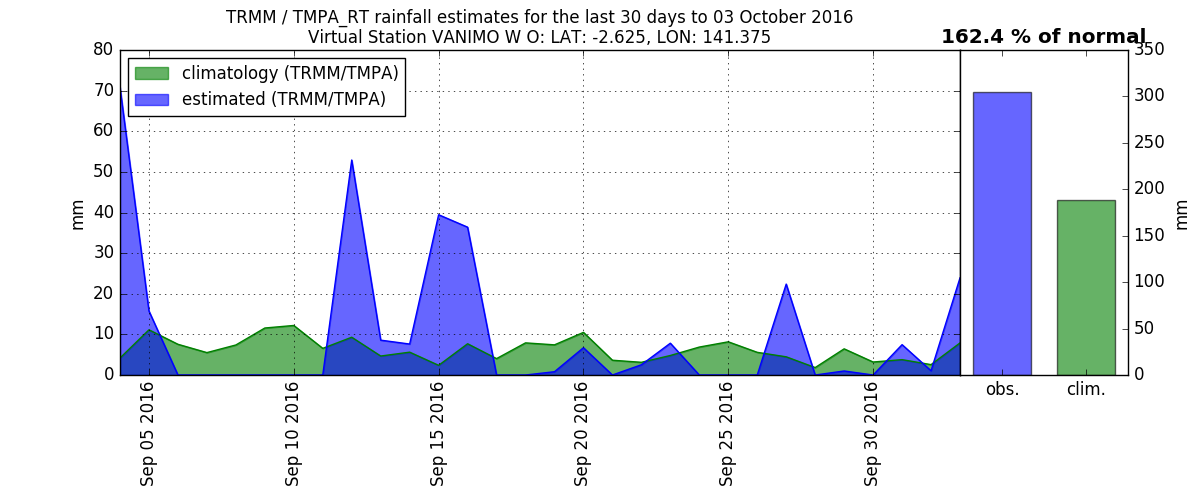 TRMM / TMPA_RT rainfall estimates for the last 30 days to 03 October 2016
Virtual Station VANIMO W O: LAT: -2.625, LON: 141.375
162.4 % of normal
climatology (TRMM/TMPA)
estimated (TRMM/TMPA)
mm
80
70
60
50
40
30
20
10
0
Sep 05 2016
Sep 10 2016
Sep 15 2016
Sep 20 2016
Sep 25 2016
Sep 30 2016
obs.
clim.
350
300
250
200
150
100
50
0
mm